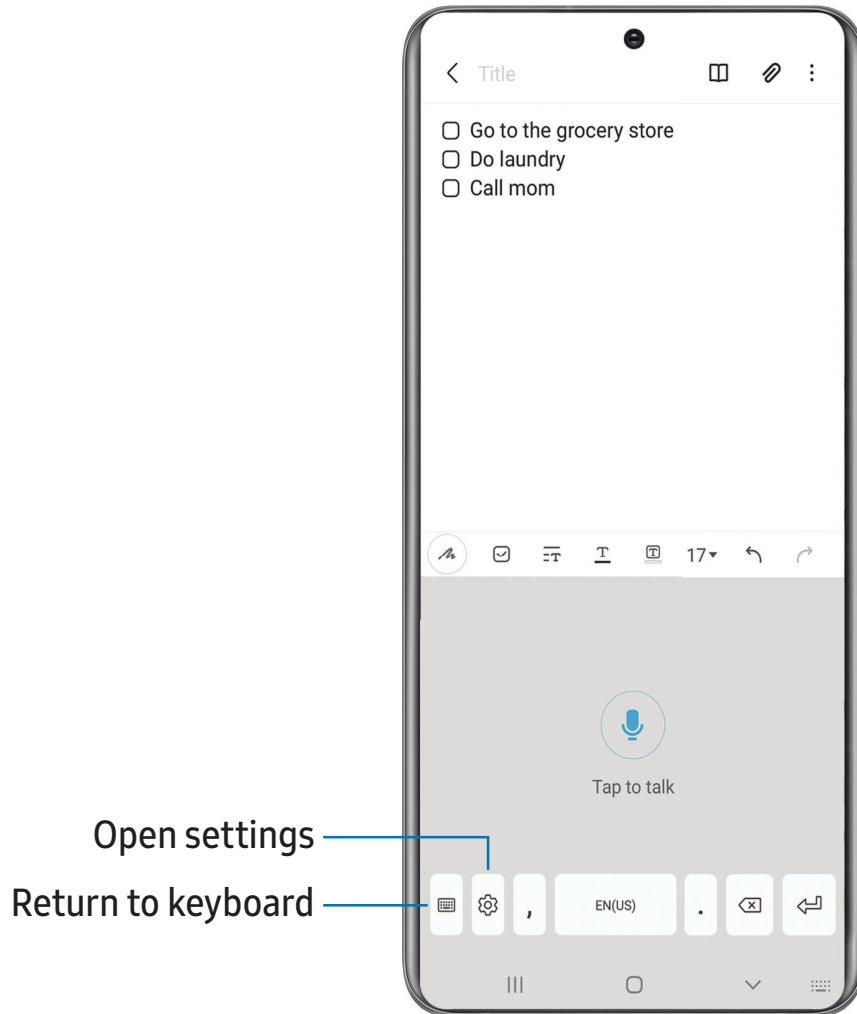 Title
Go to the grocery store
Do laundry
Call mom
17
Tap to talk
Open settings
Return to keyboard
, EN(US) .